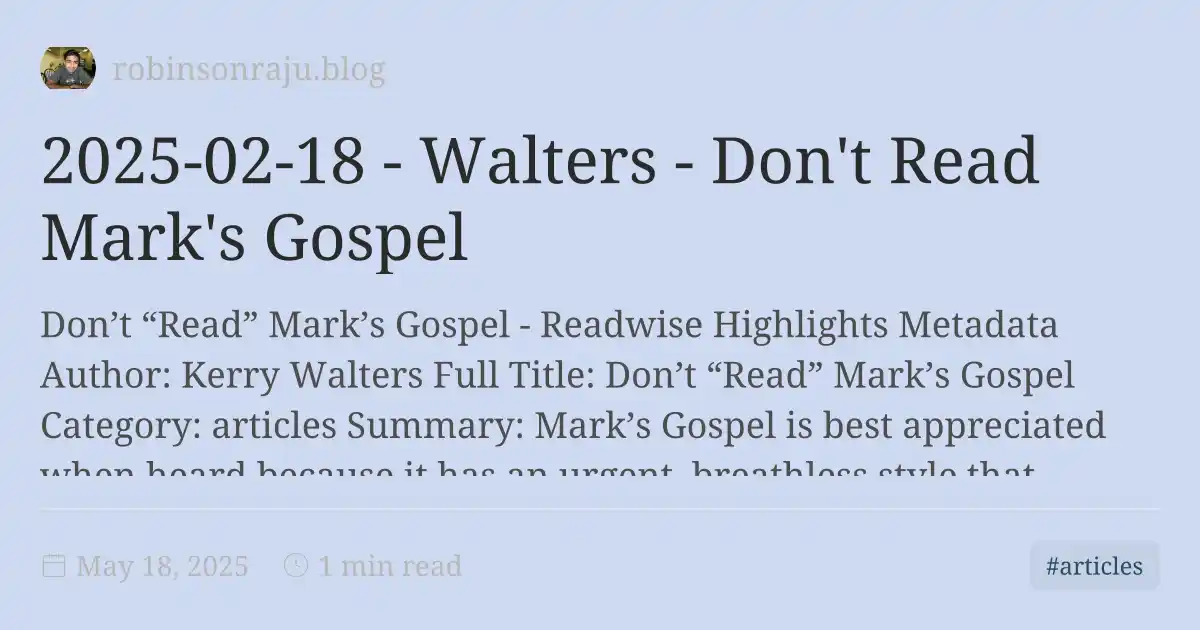 robinsonraju.blog
2025-02-18 - Walters - Don't Read
Mark's Gospel
Don’t “Read” Mark’s Gospel - Readwise Highlights Metadata
Author: Kerry Walters Full Title: Don’t “Read” Mark’s Gospel
Category: articles Summary: Mark’s Gospel is best appreciated
when heard because it has an urgent, breathless style that
May 18, 2025
1 min read
#articles